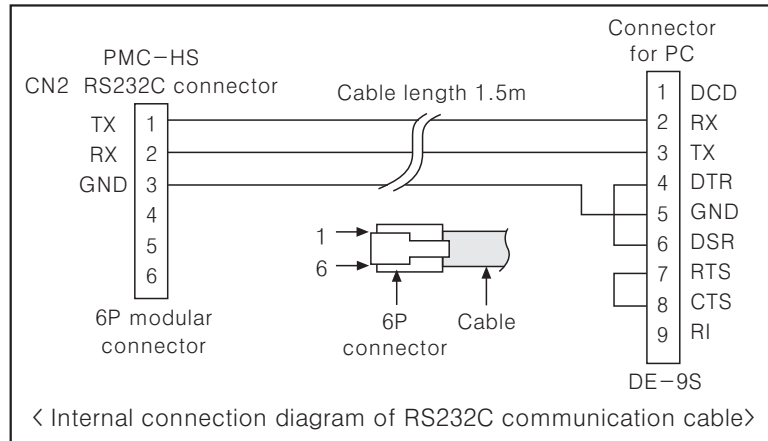 Connector
for PC
PMC-HS
CN2 RS232C connector
Cable length 1.5m
1 DCD
TX 1
2 RX
RX 2
3 TX
GND 3
4 DTR
4
5 GND
5
6 DSR
6
7 RTS
8 CTS
9 RI
1
6
6P modular
connector
6P
connector
Cable
DE-9S
< Internal connection diagram of RS232C communication cable>